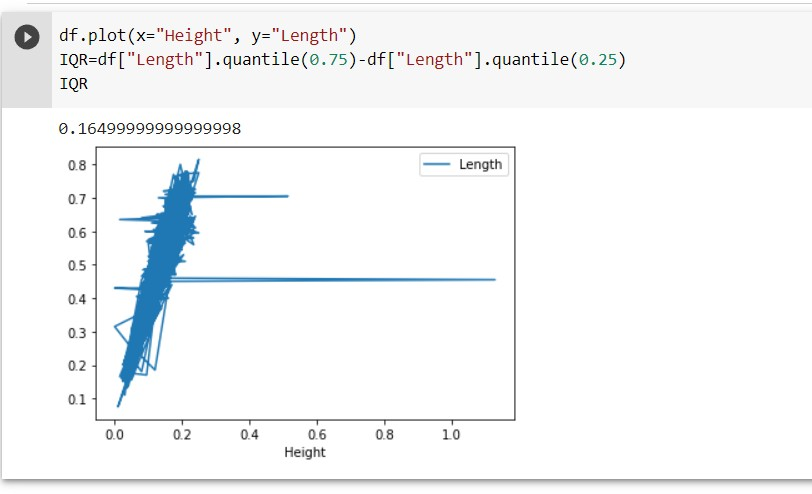 df.plot(x="Height", y="Length")
IQR=df["Length"].quantile(0.75)-df["Length"].quantile(0.25)
IQR
0.16499999999999998
Length
0.8
0.7
0.6
0.5
0.4
0.3
0.2
0.1
0.0 0.2 0.4 0.6 0.8 1.0
Height